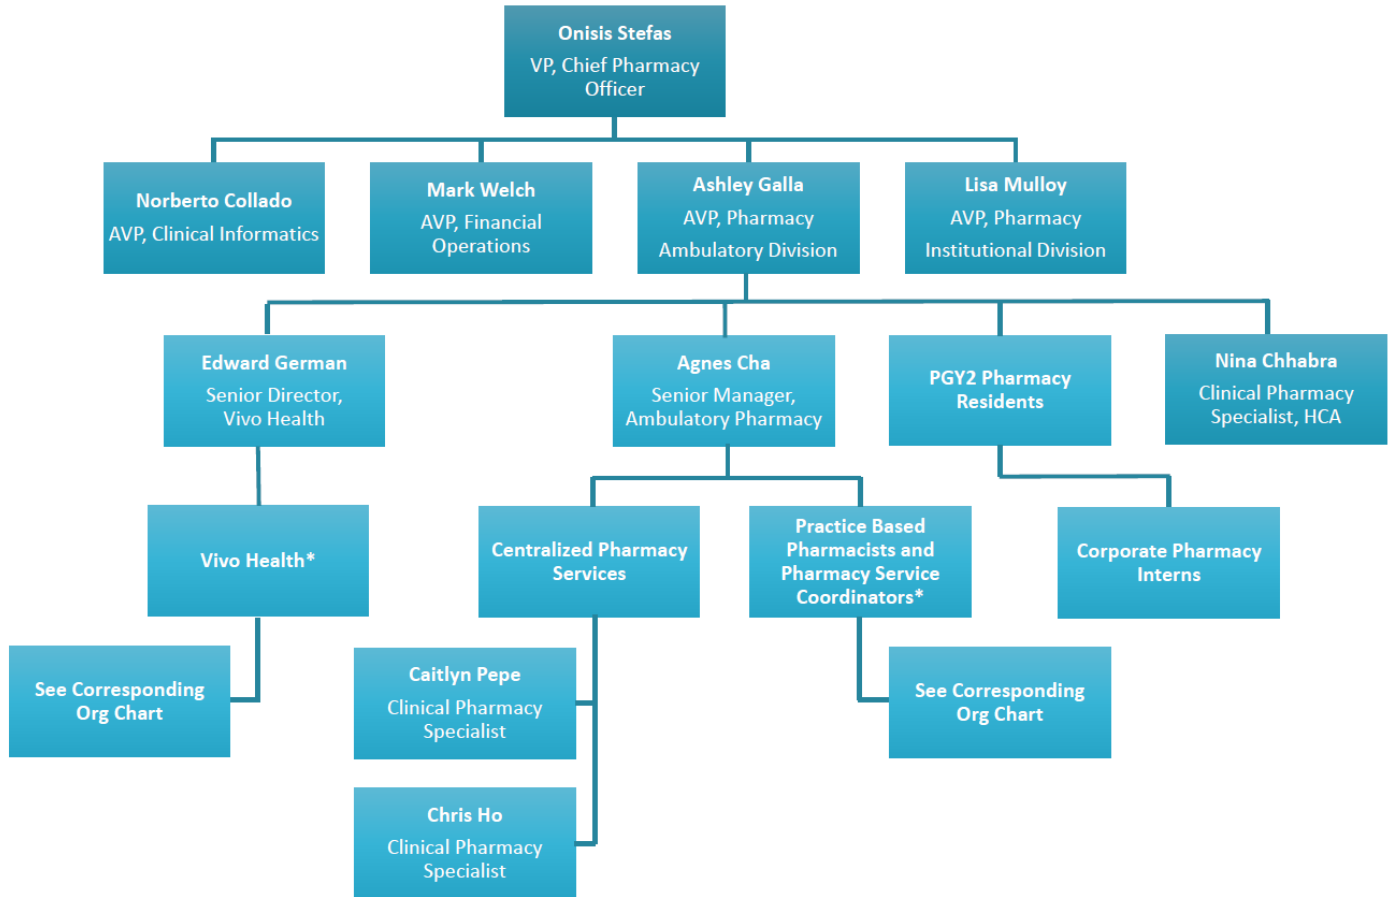 Onisis Stefas
VP, Chief Pharmacy
Officer
Norberto Collado
AVP, Clinical Informatics
Mark Welch
AVP, Financial
Operations
Ashley Galla
AVP, Pharmacy
Ambulatory Division
Lisa Mulloy
AVP, Pharmacy
Institutional Division
Edward German
Senior Director,
Vivo Health
Agnes Cha
Senior Manager,
Ambulatory Pharmacy
PGY2 Pharmacy
Residents
Nina Chhabra
Clinical Pharmacy
Specialist, HCA
Vivo Health*
Centralized Pharmacy
Services
Practice Based
Pharmacists and
Pharmacy Service
Coordinators*
Corporate Pharmacy
Interns
See Corresponding
Org Chart
Caitlyn Pepe
Clinical Pharmacy
Specialist
See Corresponding
Org Chart
Chris Ho
Clinical Pharmacy
Specialist